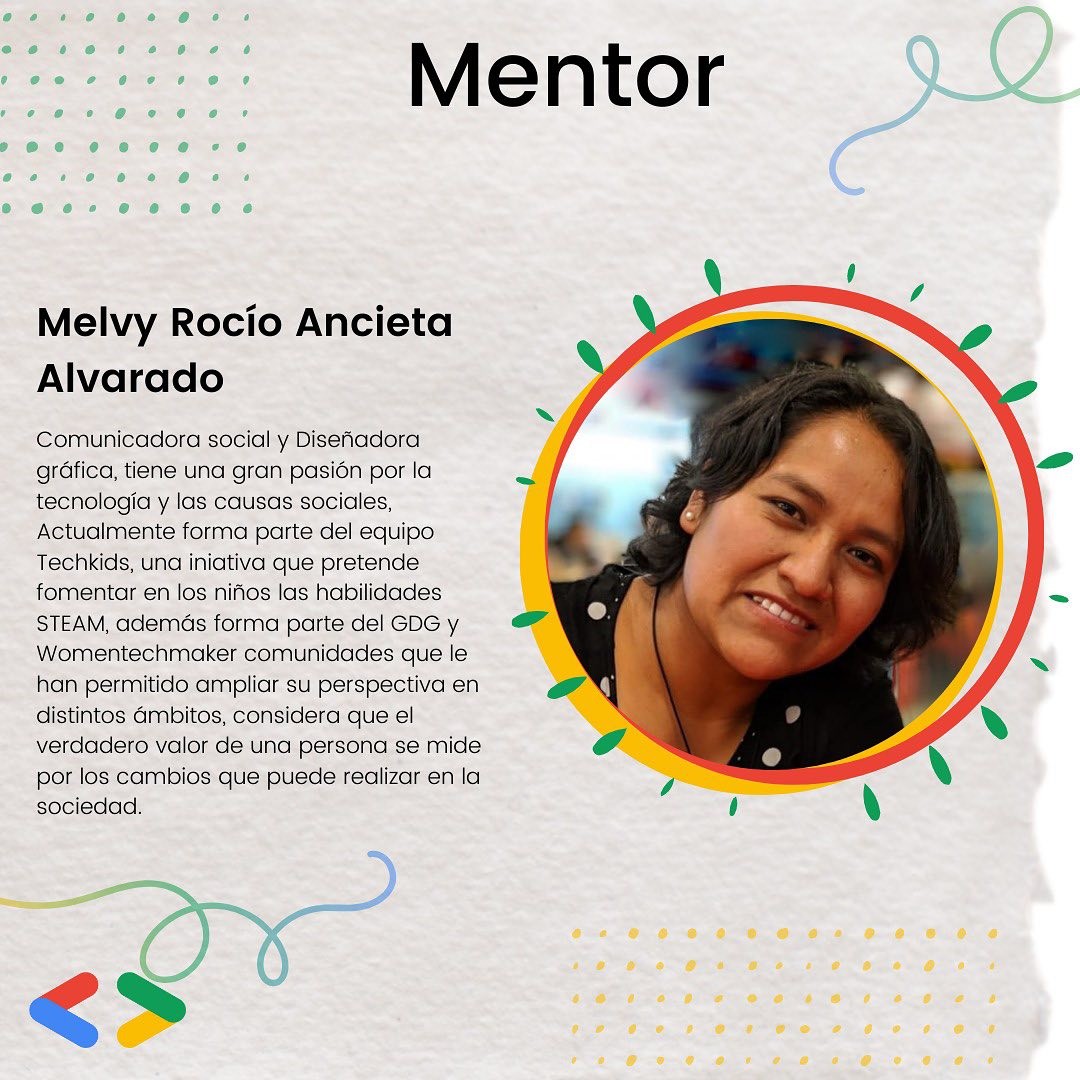 Mentor
Melvy Rocío Ancieta
Alvarado
Comunicadora social y Diseñadora
gráfica, tiene una gran pasión por la
tecnología y las causas sociales,
Actualmente forma parte del equipo
Techkids, una iniativa que pretende
fomentar en los niños las habilidades
STEAM, además forma parte del GDG y
Womentechmaker comunidades que le
han permitido ampliar su perspectiva en
distintos ámbitos, considera que el
verdadero valor de una persona se mide
por los cambios que puede realizar en la
sociedad.